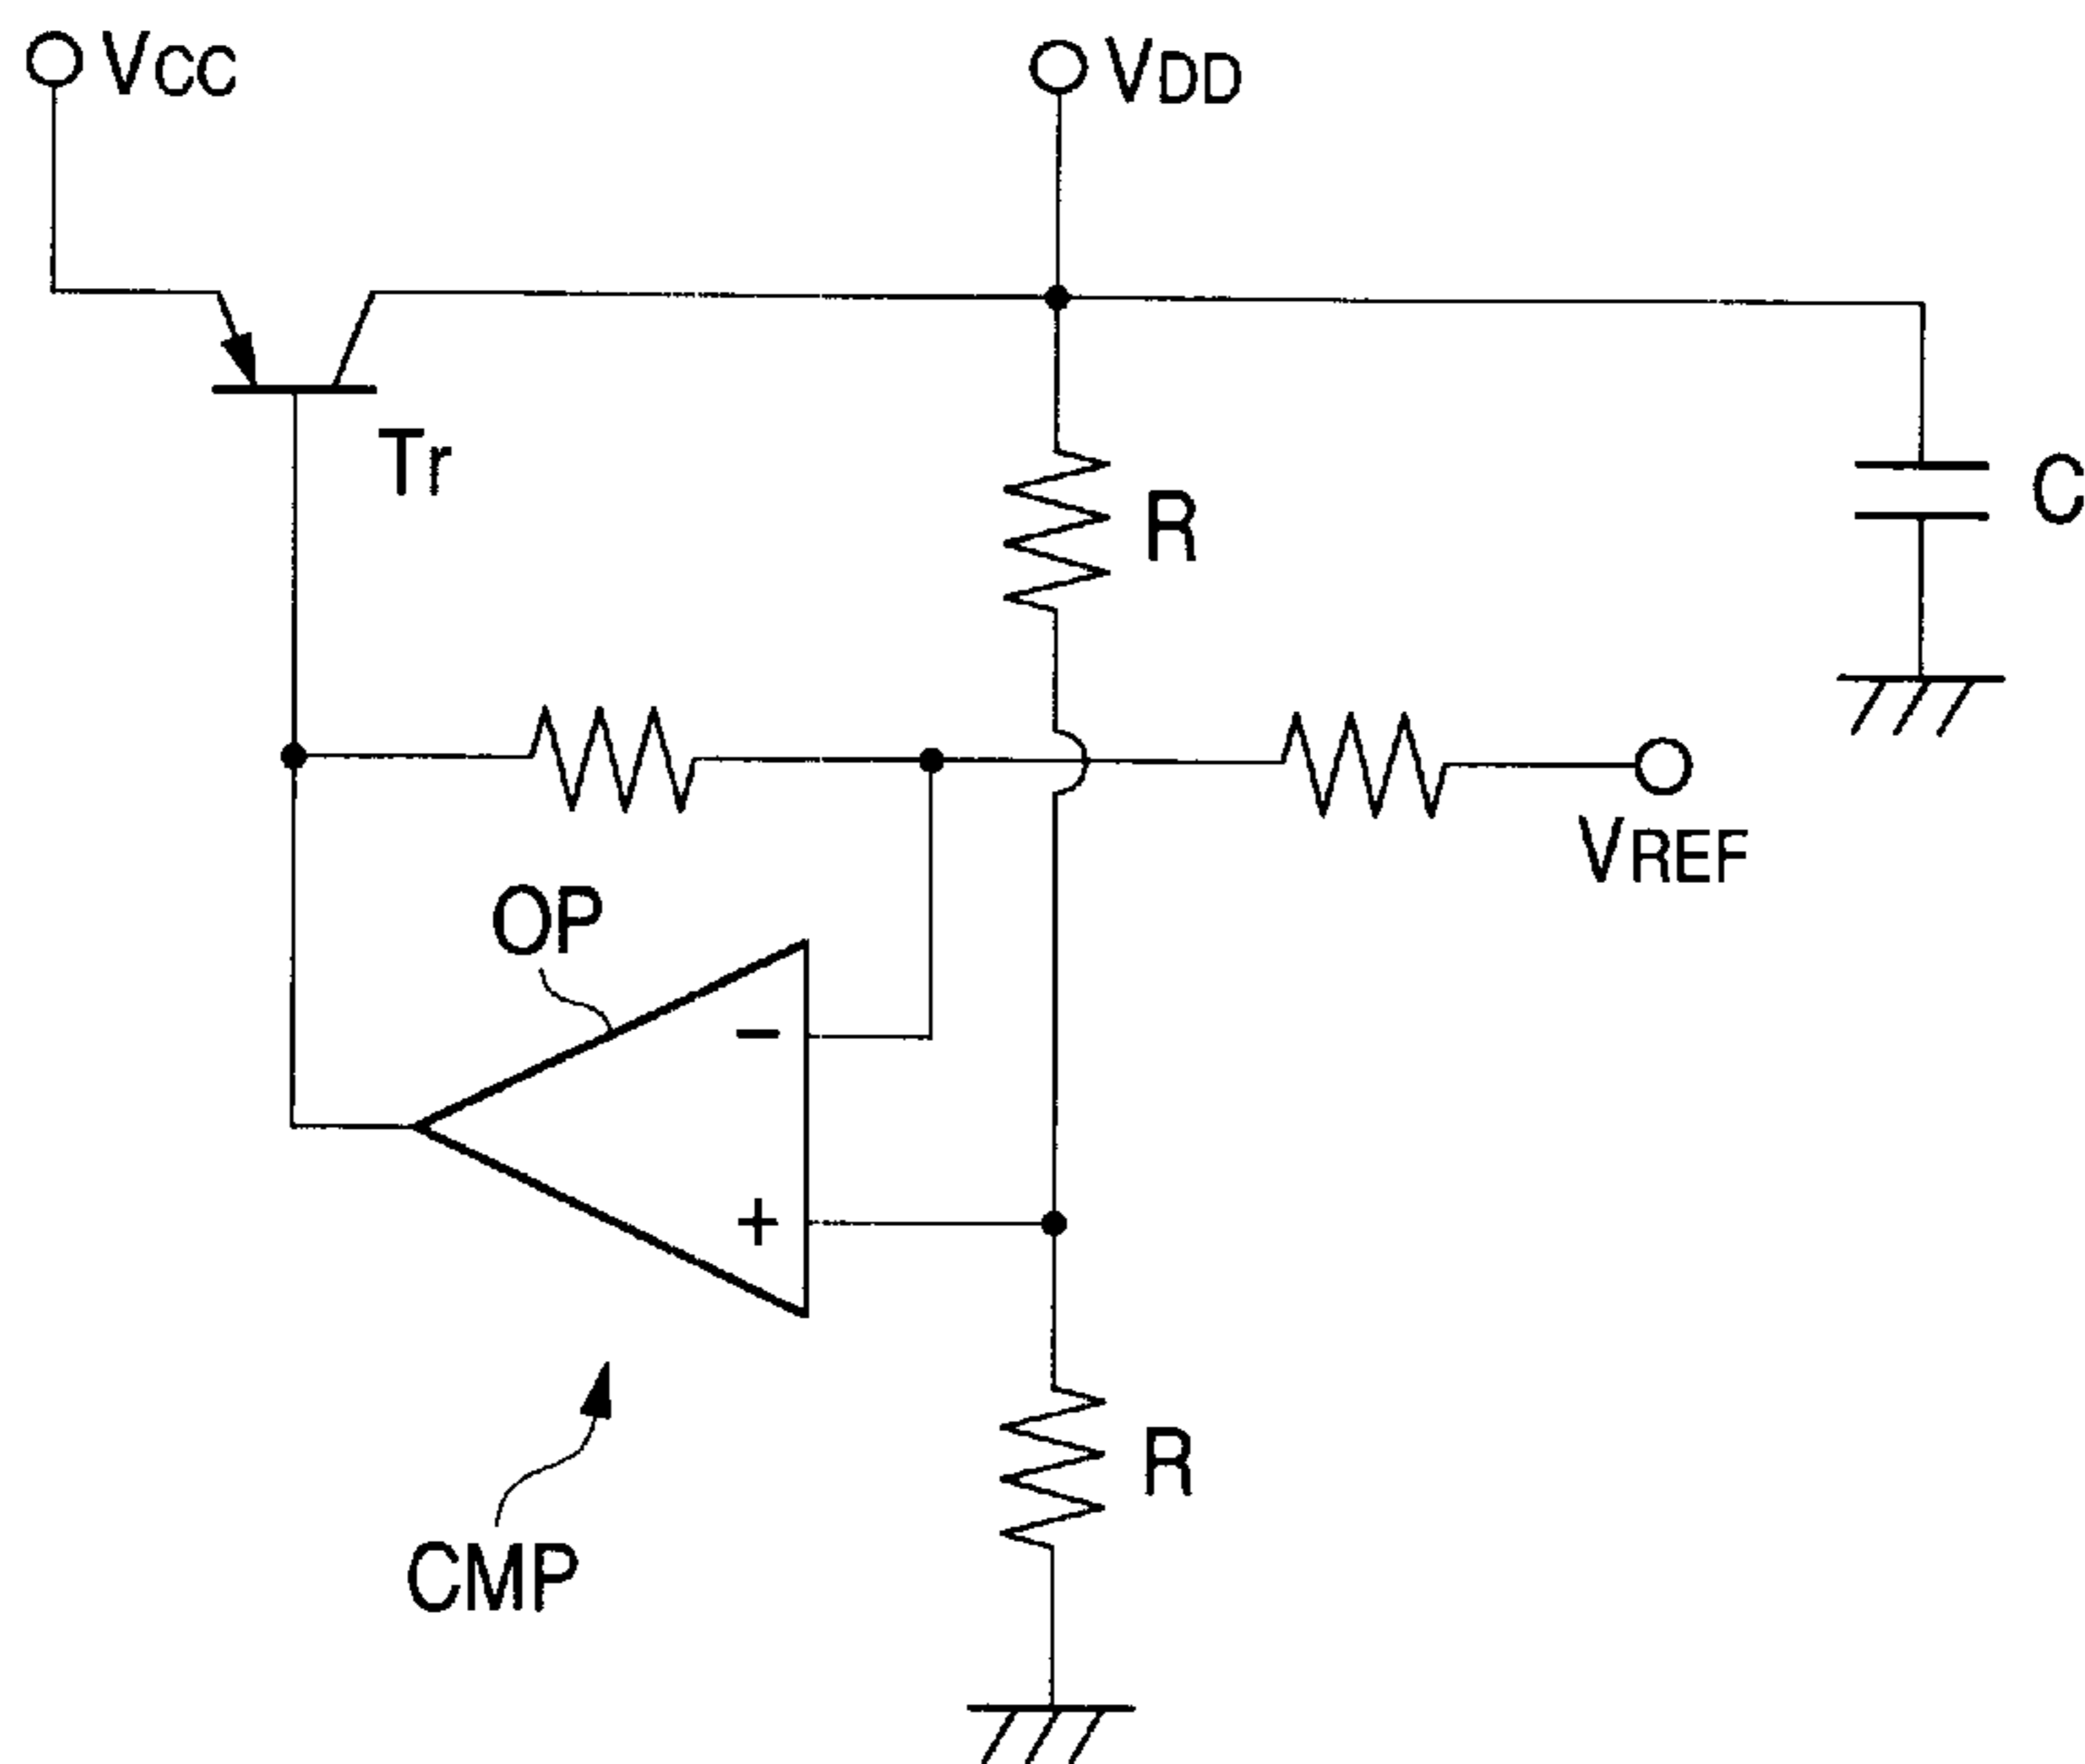 VCC
VDD
Tr
R
C
VREF
OP
−
+
R
CMP